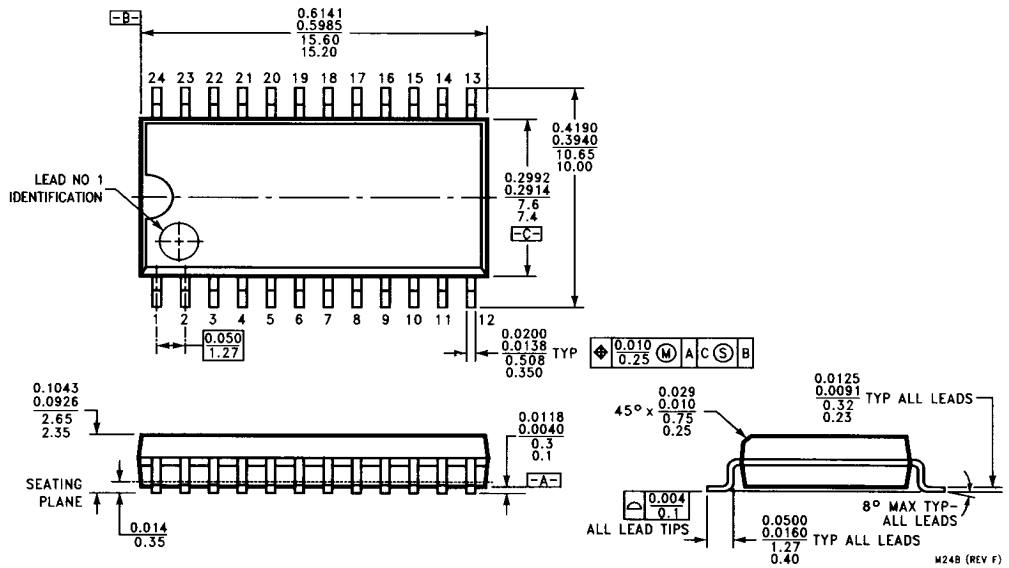 -B-
0.6141
0.5985
15.60
15.20
24 23 22 21 20 19 18 17 16 15 14 13
0.4190
0.3940
10.65
10.00
LEAD NO 1
IDENTIFICATION
0.2992
0.2914
7.6
7.4
-C-
1 2 3 4 5 6 7 8 9 10 11 12
0.050
1.27
0.0200
0.0138
0.508
0.350
TYP
⌖ 0.010
0.25 Ⓜ A C Ⓢ B
0.1043
0.0926
2.65
2.35
0.0118
0.0040
0.3
0.1
-A-
SEATING
PLANE
0.014
0.35
45° x
0.029
0.010
0.75
0.25
0.0125
0.0091
0.32
0.23
TYP ALL LEADS
0.004
0.1
ALL LEAD TIPS
8° MAX TYP-
ALL LEADS
0.0500
0.0160
1.27
0.40
TYP ALL LEADS
M24B (REV F)